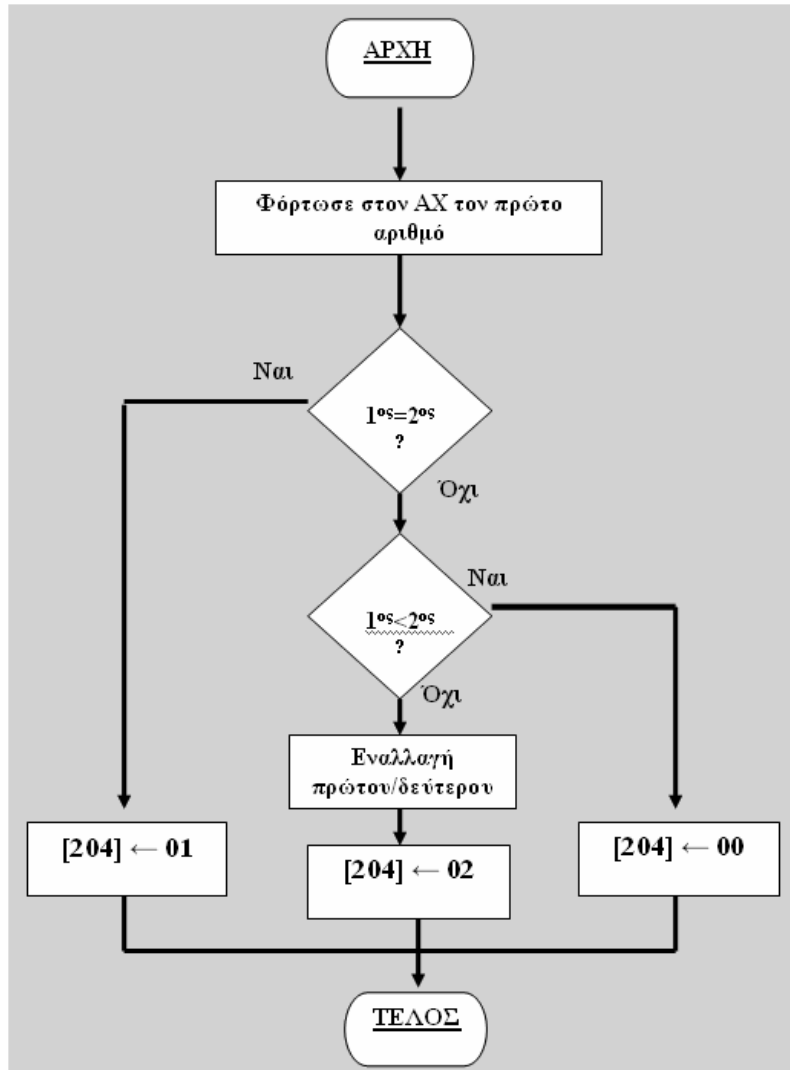 ΑΡΧΗ
Φόρτωσε στον ΑΧ τον πρώτο
αριθμό
Ναι
1ος=2ος
?
Όχι
Ναι
1ος<2ος
?
Όχι
Εναλλαγή
πρώτου/δεύτερου
[204] ← 01
[204] ← 02
[204] ← 00
ΤΕΛΟΣ